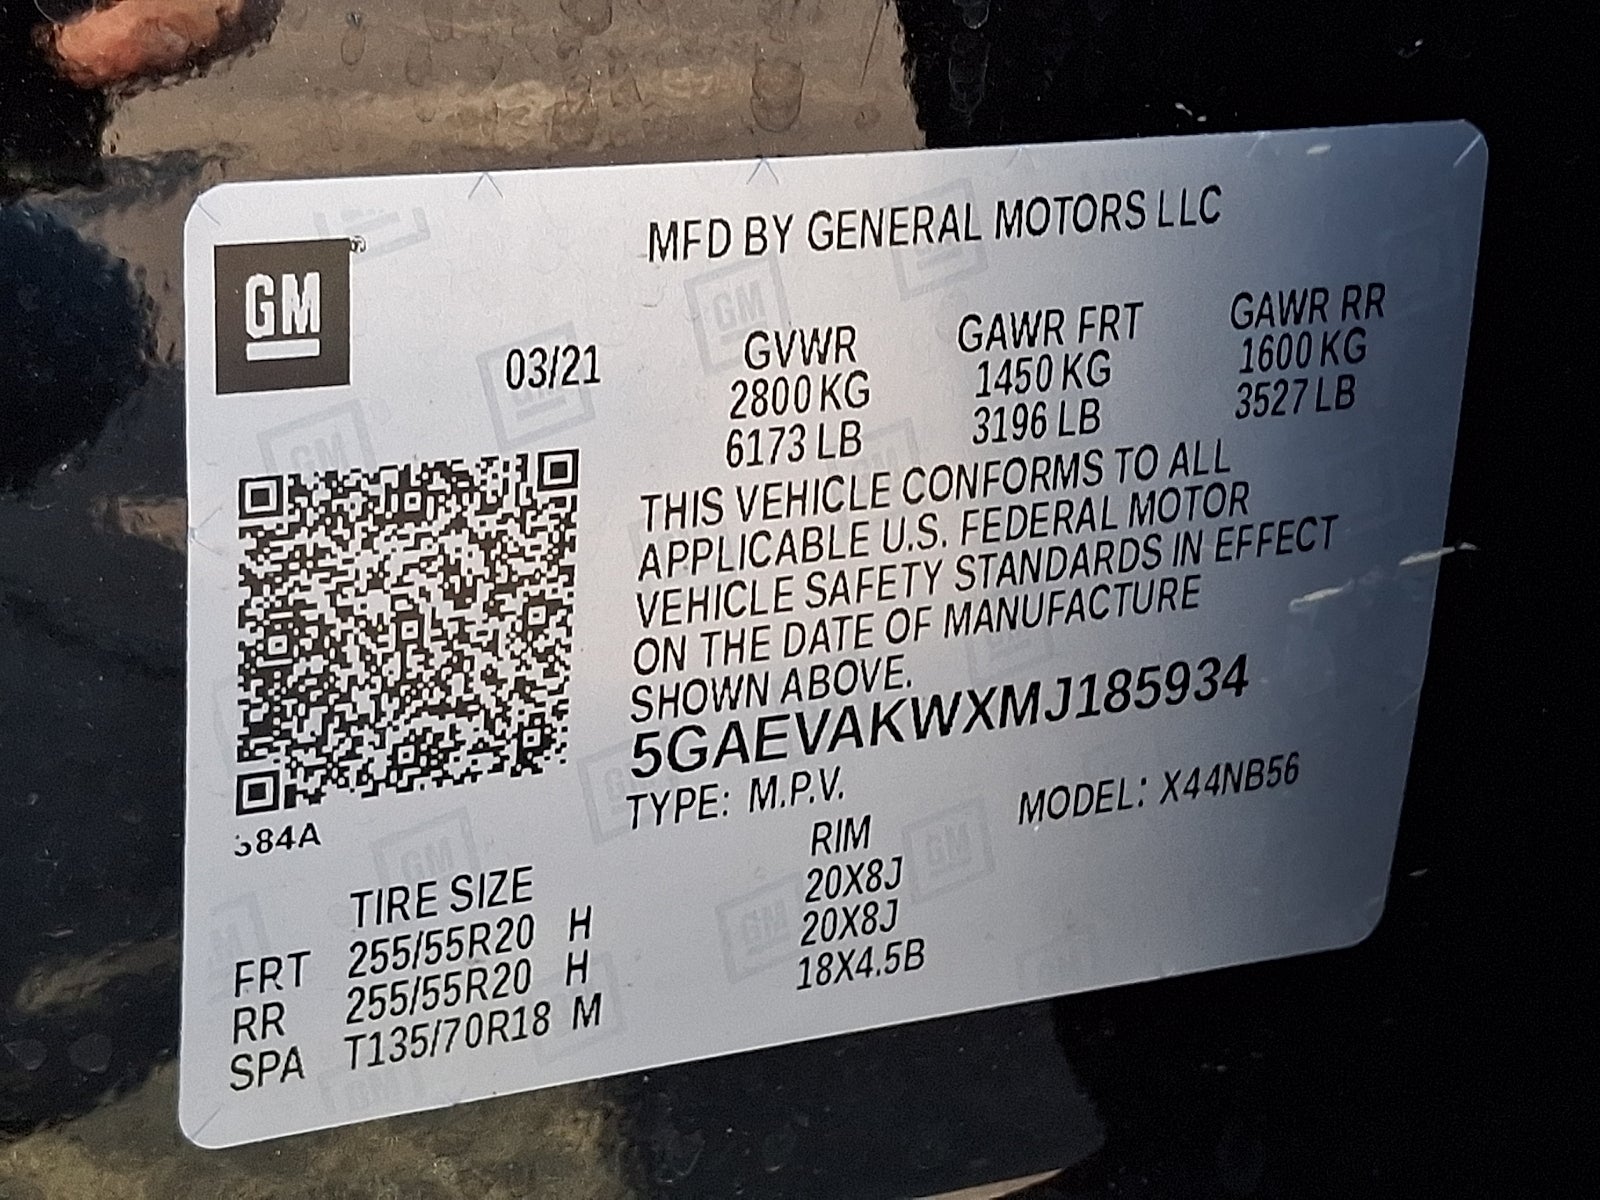 MFD BY GENERAL MOTORS LLC
GM
03/21
GVWR GAWR FRT GAWR RR
2800 KG 1450 KG 1600 KG
6173 LB 3196 LB 3527 LB
THIS VEHICLE CONFORMS TO ALL
APPLICABLE U.S. FEDERAL MOTOR
VEHICLE SAFETY STANDARDS IN EFFECT
ON THE DATE OF MANUFACTURE
SHOWN ABOVE.
5GAEVAKWXMJ185934
TYPE: M.P.V. MODEL: X44NB56
TIRE SIZE RIM
FRT 255/55R20 H 20X8J
RR 255/55R20 H 20X8J
SPA T135/70R18 M 18X4.5B